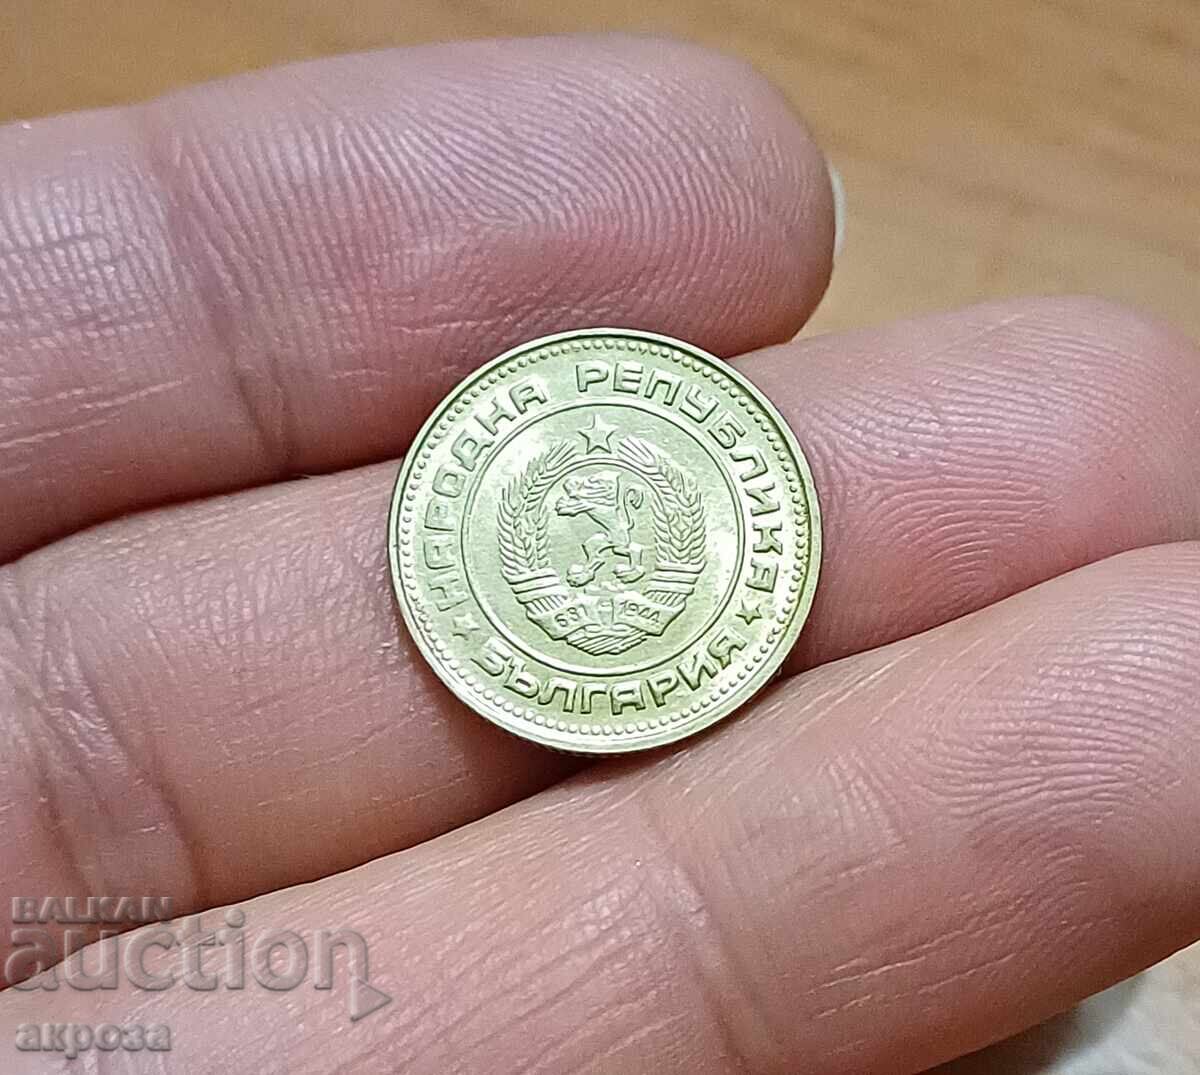 НАРОДНА РЕПУБЛИКА
681 1944
БЪЛГАРИЯ
BALKAN
auction
акроза